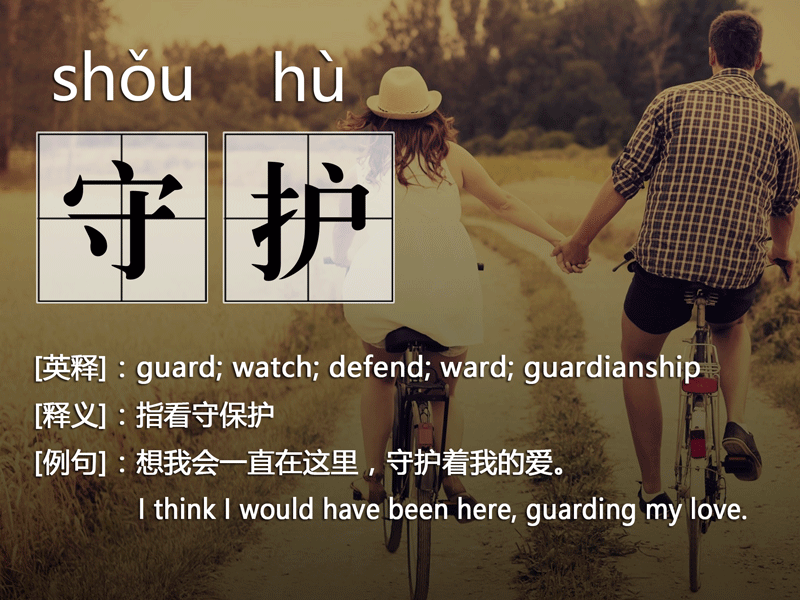 shǒu hù
守护
[英释]：guard; watch; defend; ward; guardianship
[释义]：指看守保护
[例句]：想我会一直在这里，守护着我的爱。
I think I would have been here, guarding my love.